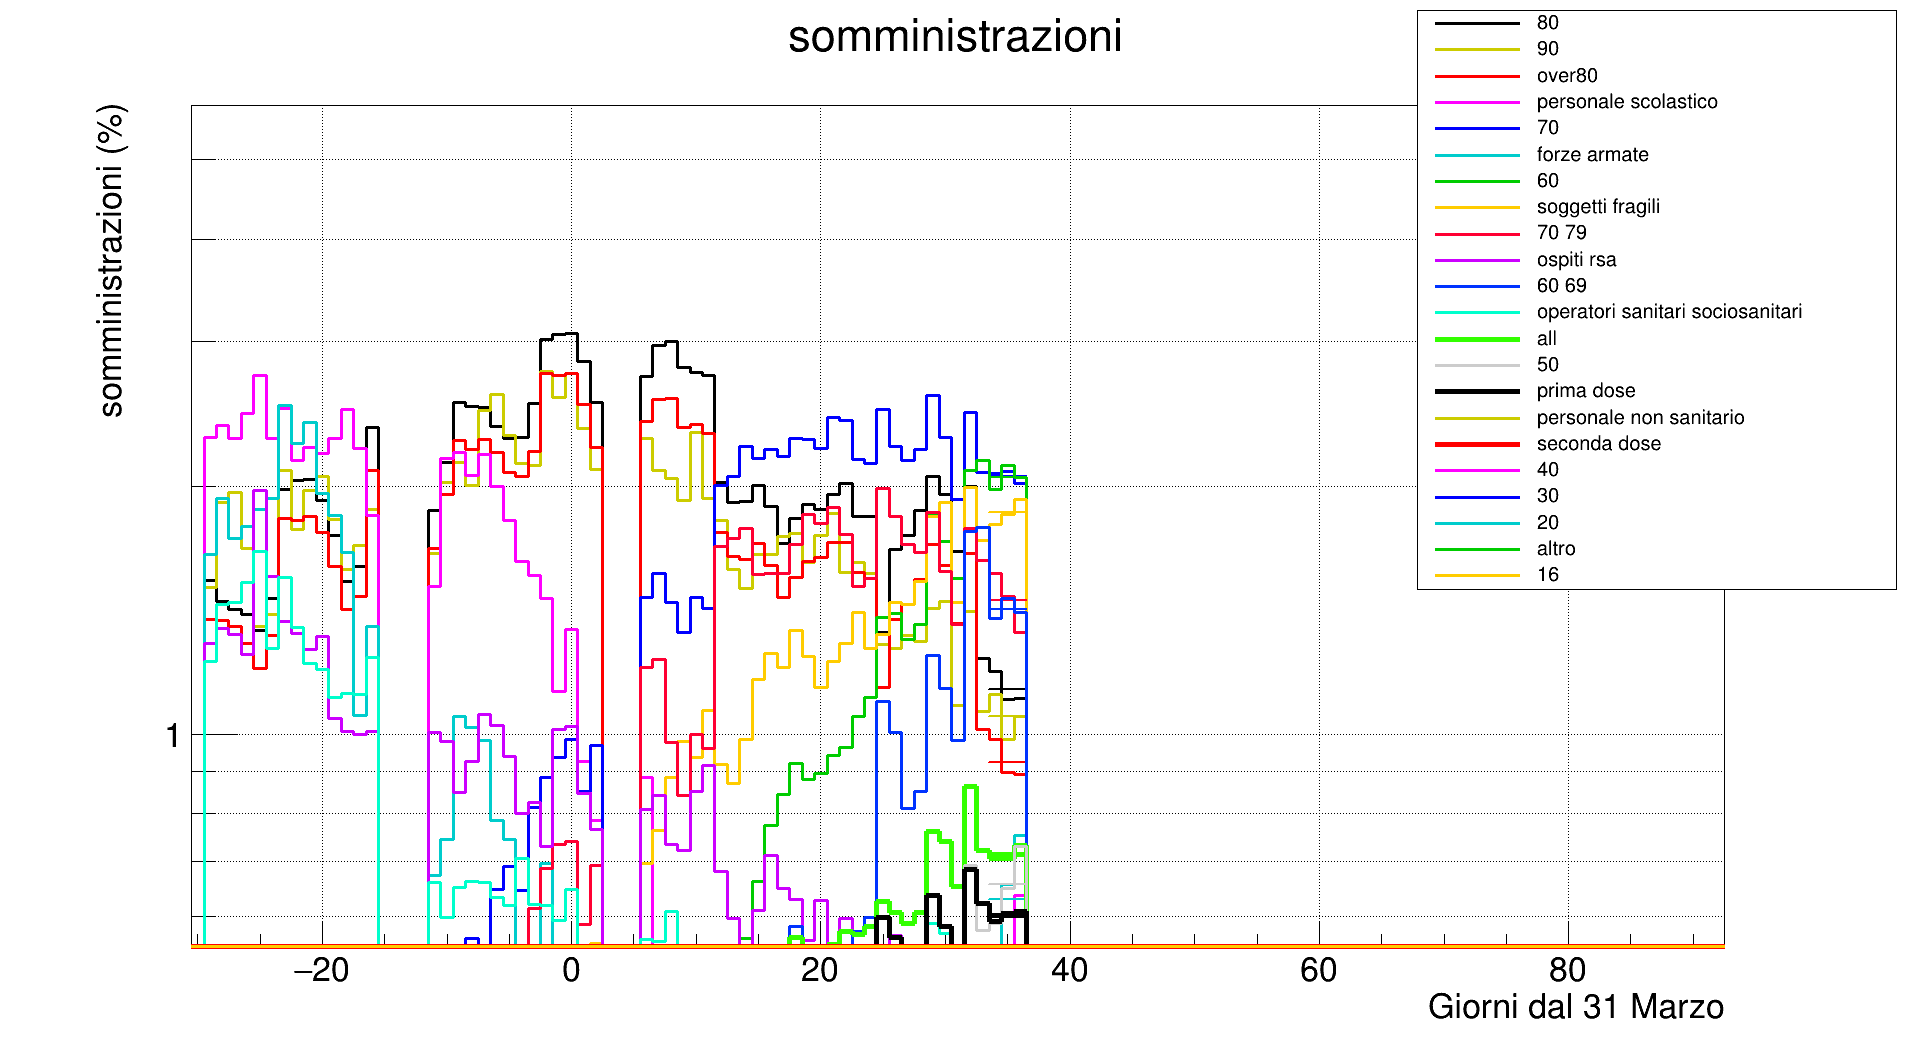 somministrazioni
80
90
over80
personale scolastico
70
forze armate
60
soggetti fragili
70 79
ospiti rsa
60 69
operatori sanitari sociosanitari
all
50
prima dose
personale non sanitario
seconda dose
40
30
20
altro
16
somministrazioni (%)
1
−20 0 20 40 60 80
Giorni dal 31 Marzo